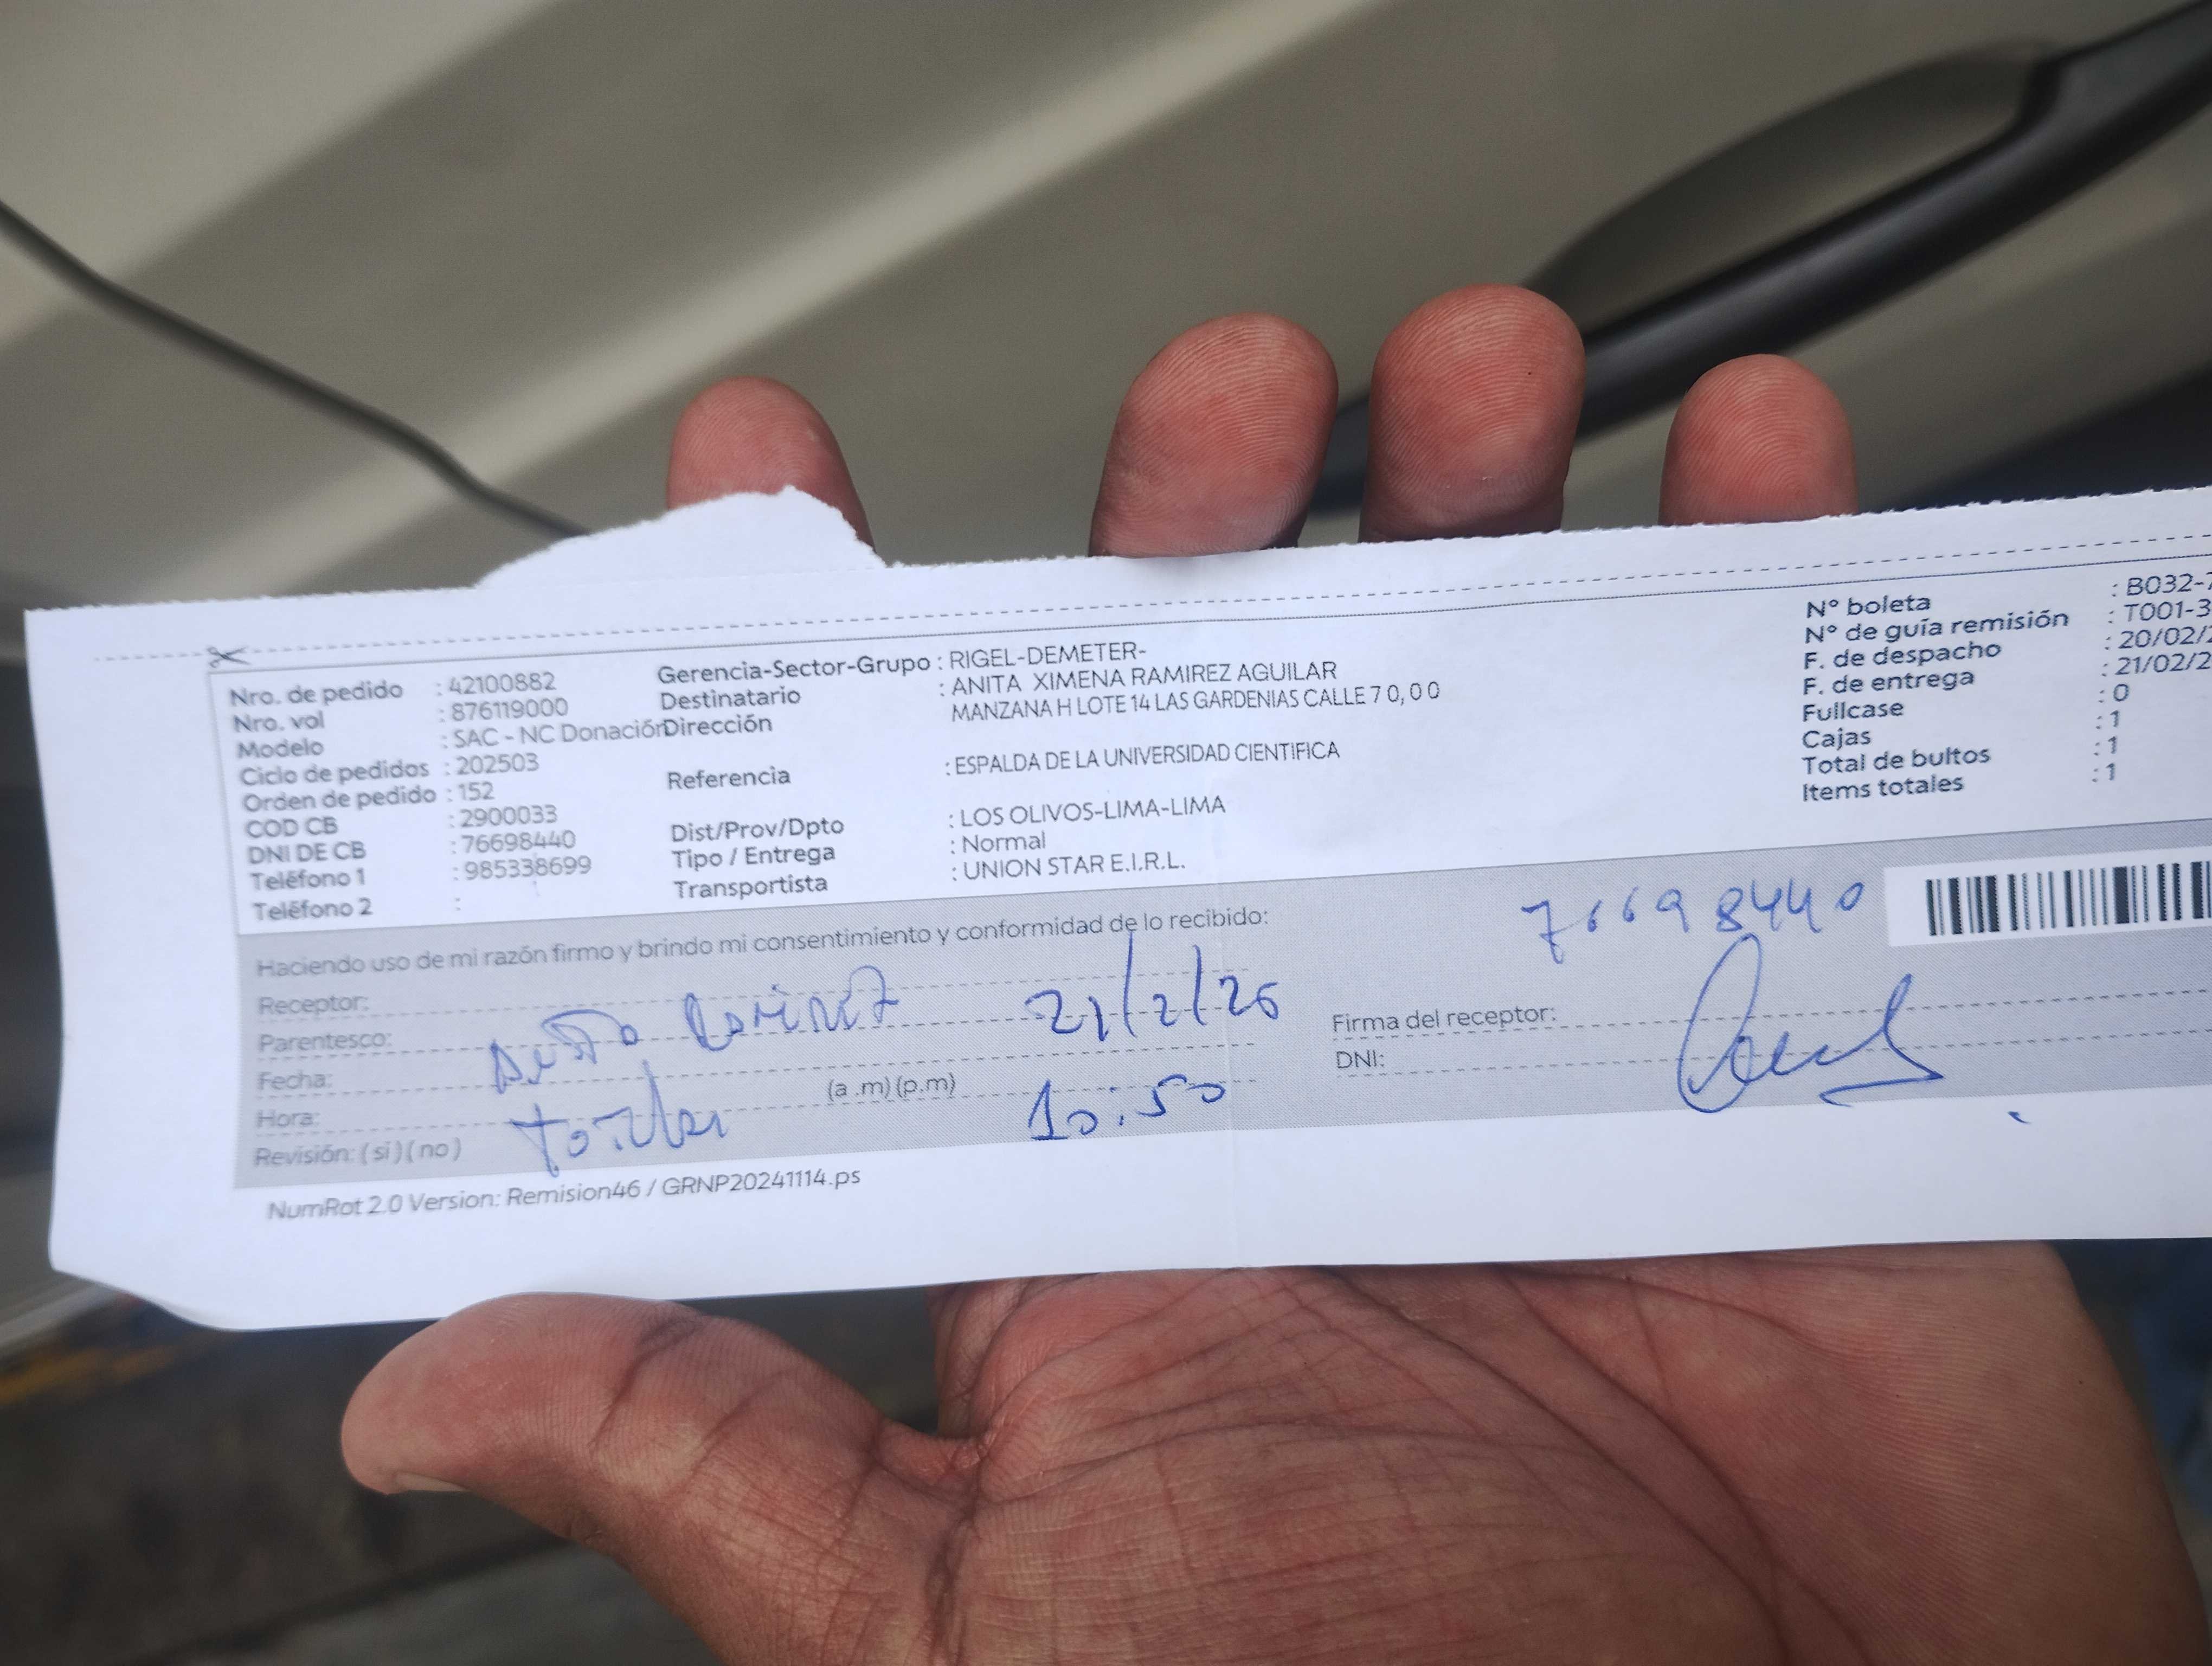 Nro. de pedido : 42100882
Nro. vol : 876119000
Modelo : SAC - NC Donación
Ciclo de pedidos : 202503
Orden de pedido : 152
COD CB : 2900033
DNI DE CB : 76698440
Teléfono 1 : 985338699
Teléfono 2 :
Gerencia-Sector-Grupo : RIGEL-DEMETER-
Destinatario : ANITA XIMENA RAMIREZ AGUILAR
Dirección : MANZANA H LOTE 14 LAS GARDENIAS CALLE 7 0, 0 0
Referencia : ESPALDA DE LA UNIVERSIDAD CIENTIFICA
Dist/Prov/Dpto : LOS OLIVOS-LIMA-LIMA
Tipo / Entrega : Normal
Transportista : UNION STAR E.I.R.L.
N° boleta : B032-7
N° de guía remisión : T001-3
F. de despacho : 20/02/2
F. de entrega : 21/02/2
Fullcase : 0
Cajas : 1
Total de bultos : 1
Items totales : 1
Haciendo uso de mi razón firmo y brindo mi consentimiento y conformidad de lo recibido:
76698440
Receptor:
Parentesco:
21/2/26
Fecha:
Hora: (a .m) (p.m)
10:50
Revisión: ( si ) ( no )
Firma del receptor:
DNI:
NumRot 2.0 Version: Remision46 / GRNP20241114.ps